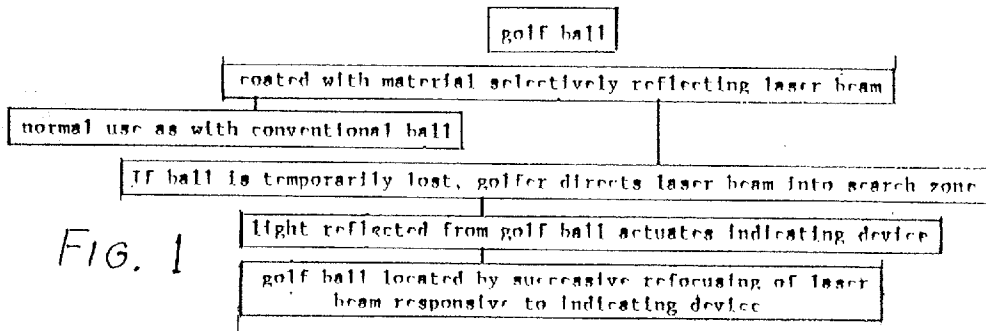 golf ball
coated with material selectively reflecting laser beam
normal use as with conventional ball
If ball is temporarily lost, golfer directs laser beam into search zone
light reflected from golf ball actuates indicating device
FIG. 1
golf ball located by successive refocusing of laser
beam responsive to indicating device